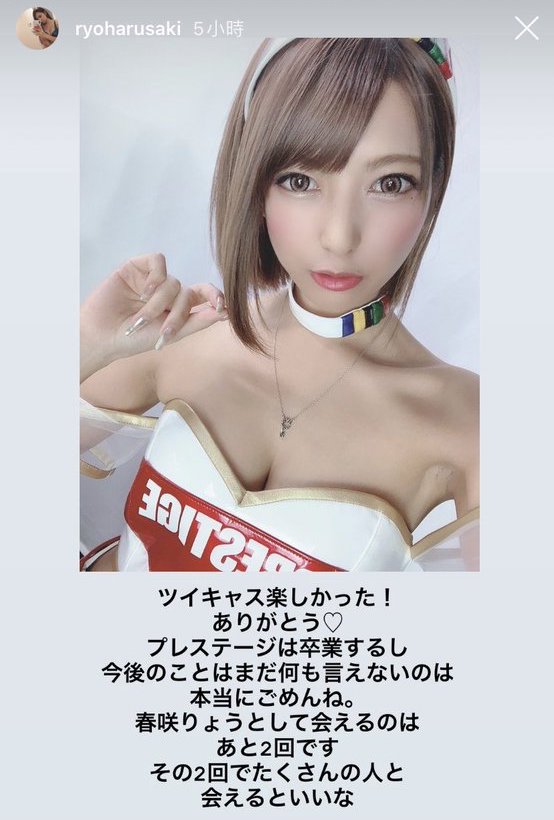 ryoharusaki 5小時
PRESTIGE
ツイキャス楽しかった！
ありがとう♡
プレステージは卒業するし
今後のことはまだ何も言えないのは
本当にごめんね。
春咲りょうとして会えるのは
あと2回です
その2回でたくさんの人と
会えるといいな